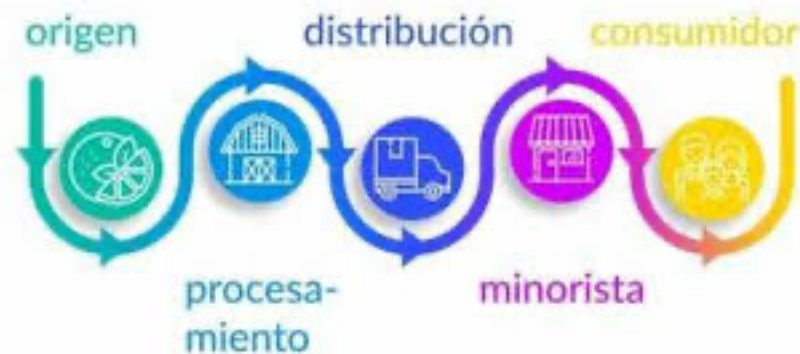 origen
distribución
consumidor
procesa-
miento
minorista